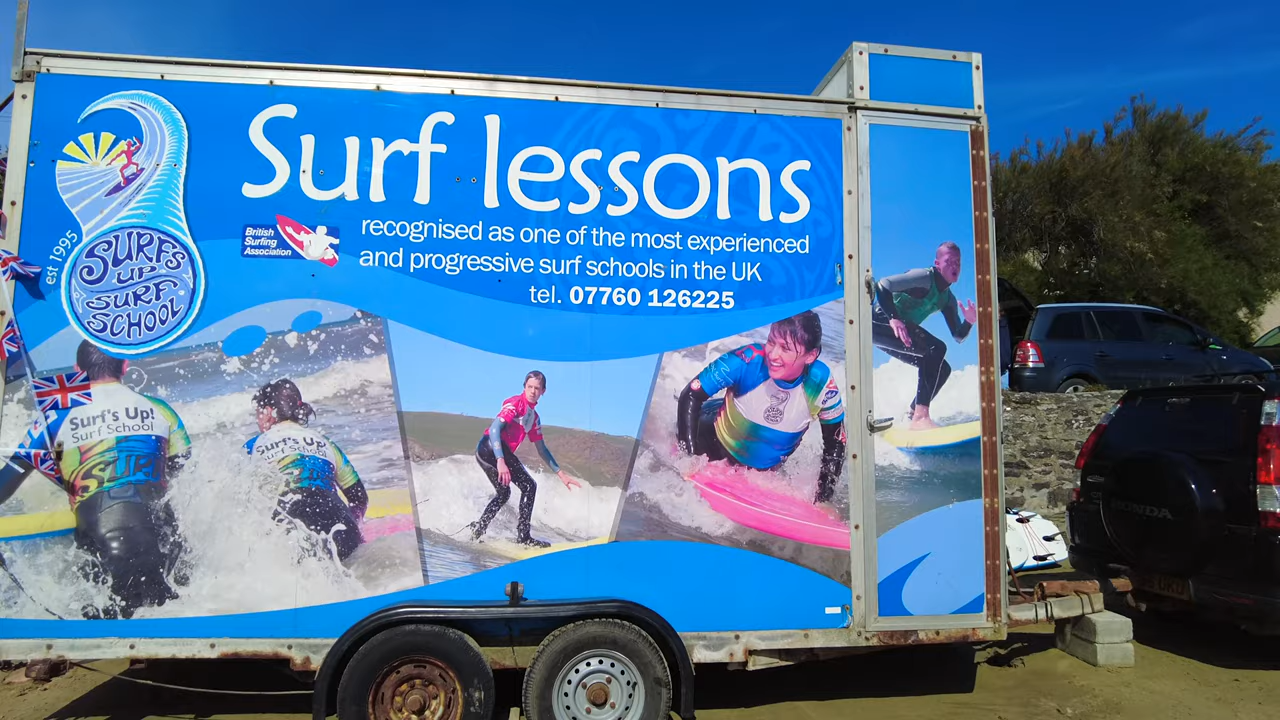 Surf lessons
est 1995
SURF'S
UP
SURF
SCHOOL
British
Surfing
Association
recognised as one of the most experienced
and progressive surf schools in the UK
tel. 07760 126225
Surf's Up!
Surf School
Surf's Up!
Surf School
HONDA